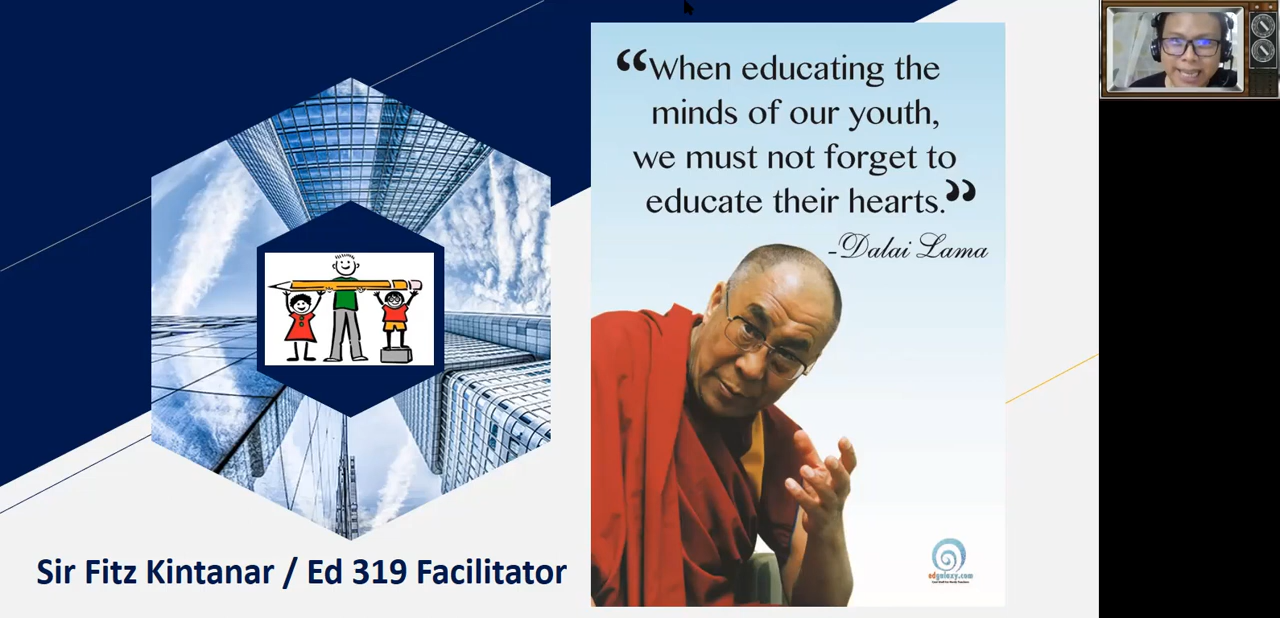 “When educating the
minds of our youth,
we must not forget to
educate their hearts.”
-Dalai Lama
edgalaxy.com
Sir Fitz Kintanar / Ed 319 Facilitator